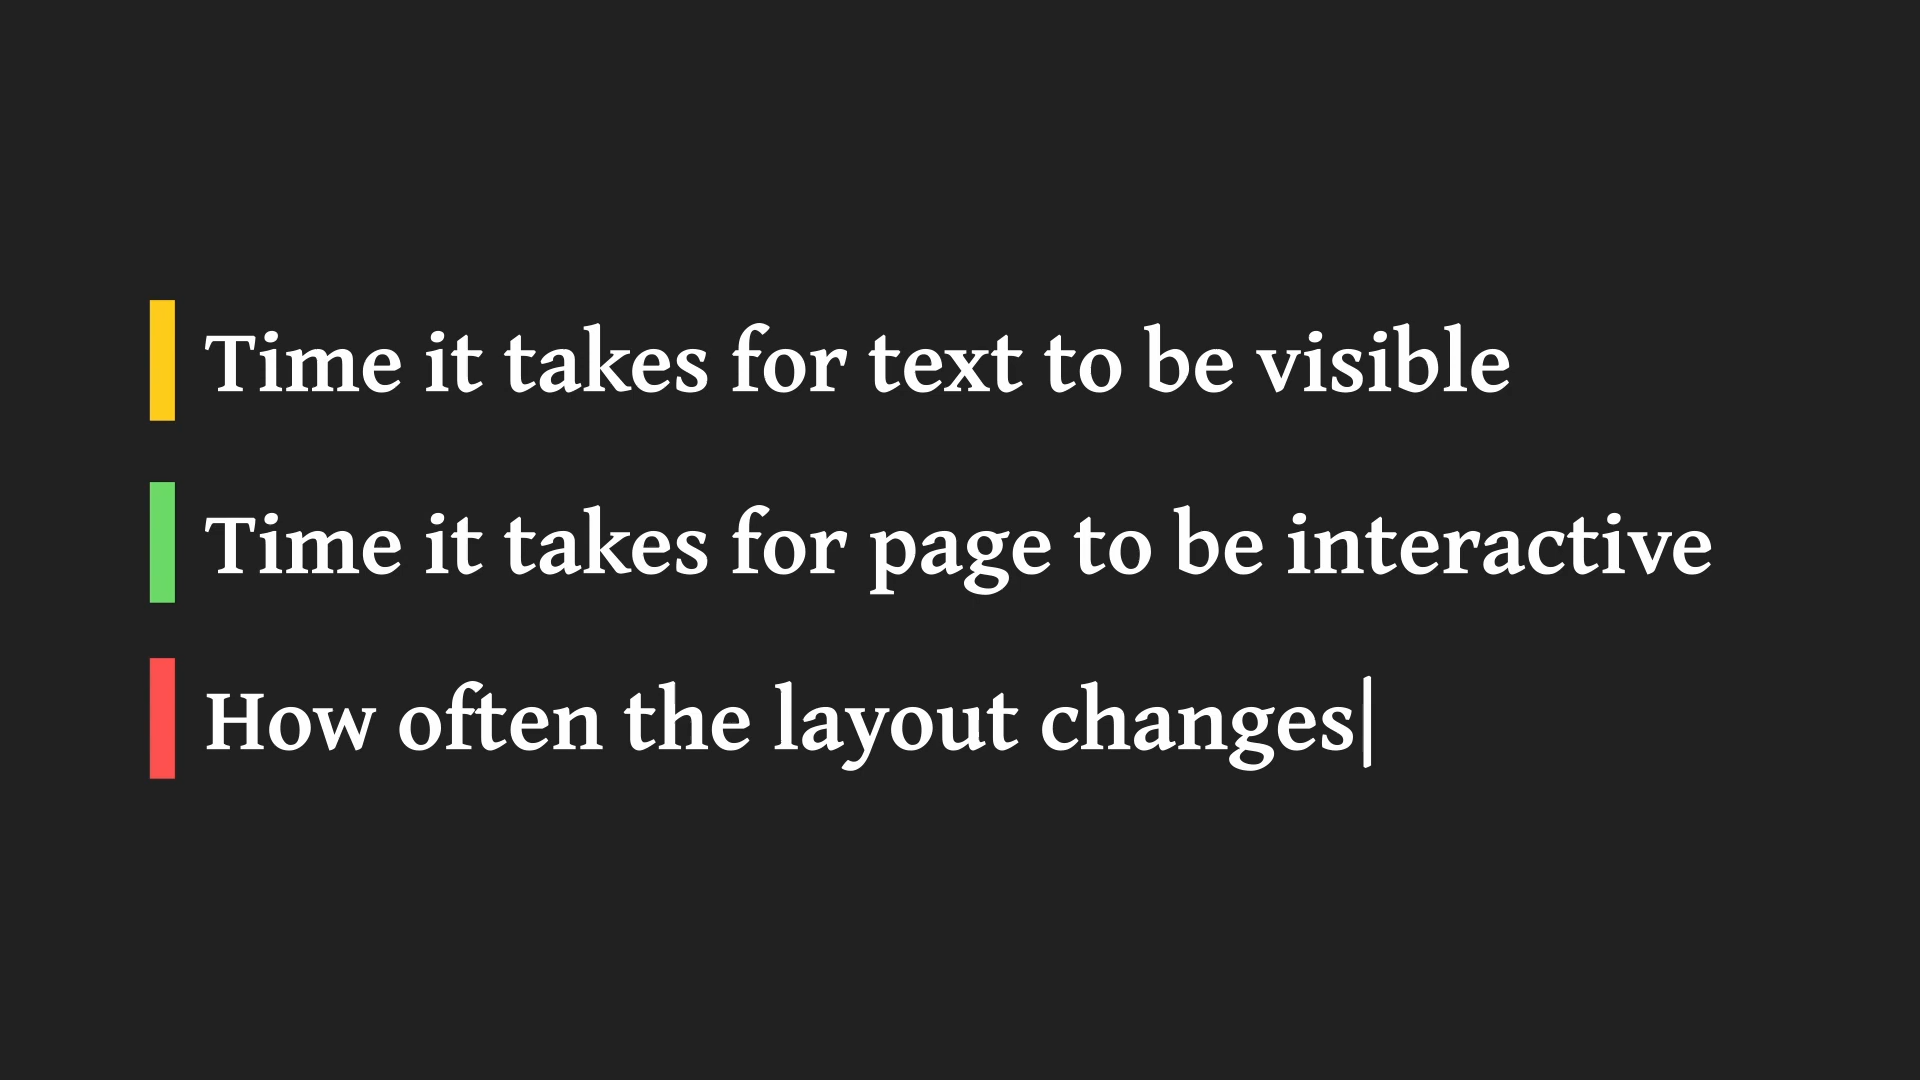 Time it takes for text to be visible
Time it takes for page to be interactive
How often the layout changes|